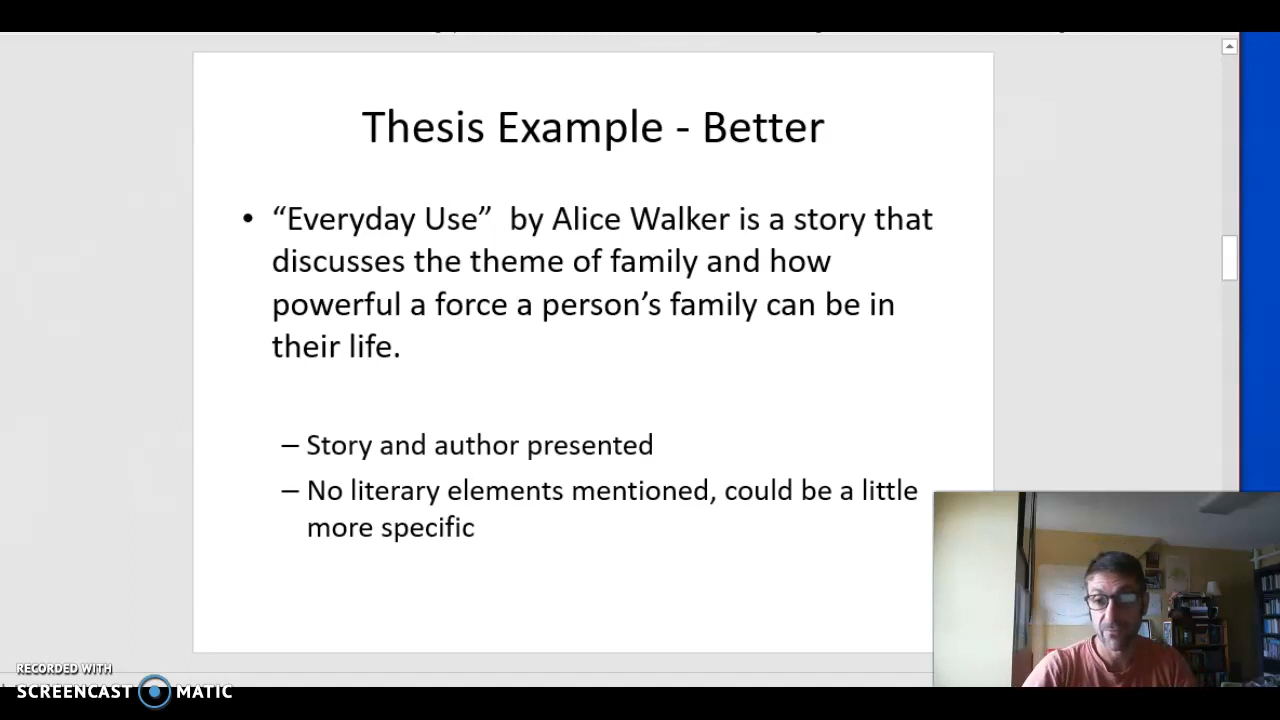 Thesis Example - Better
• “Everyday Use”  by Alice Walker is a story that
discusses the theme of family and how
powerful a force a person’s family can be in
their life.
– Story and author presented
– No literary elements mentioned, could be a little
more specific
RECORDED WITH
SCREENCAST MATIC